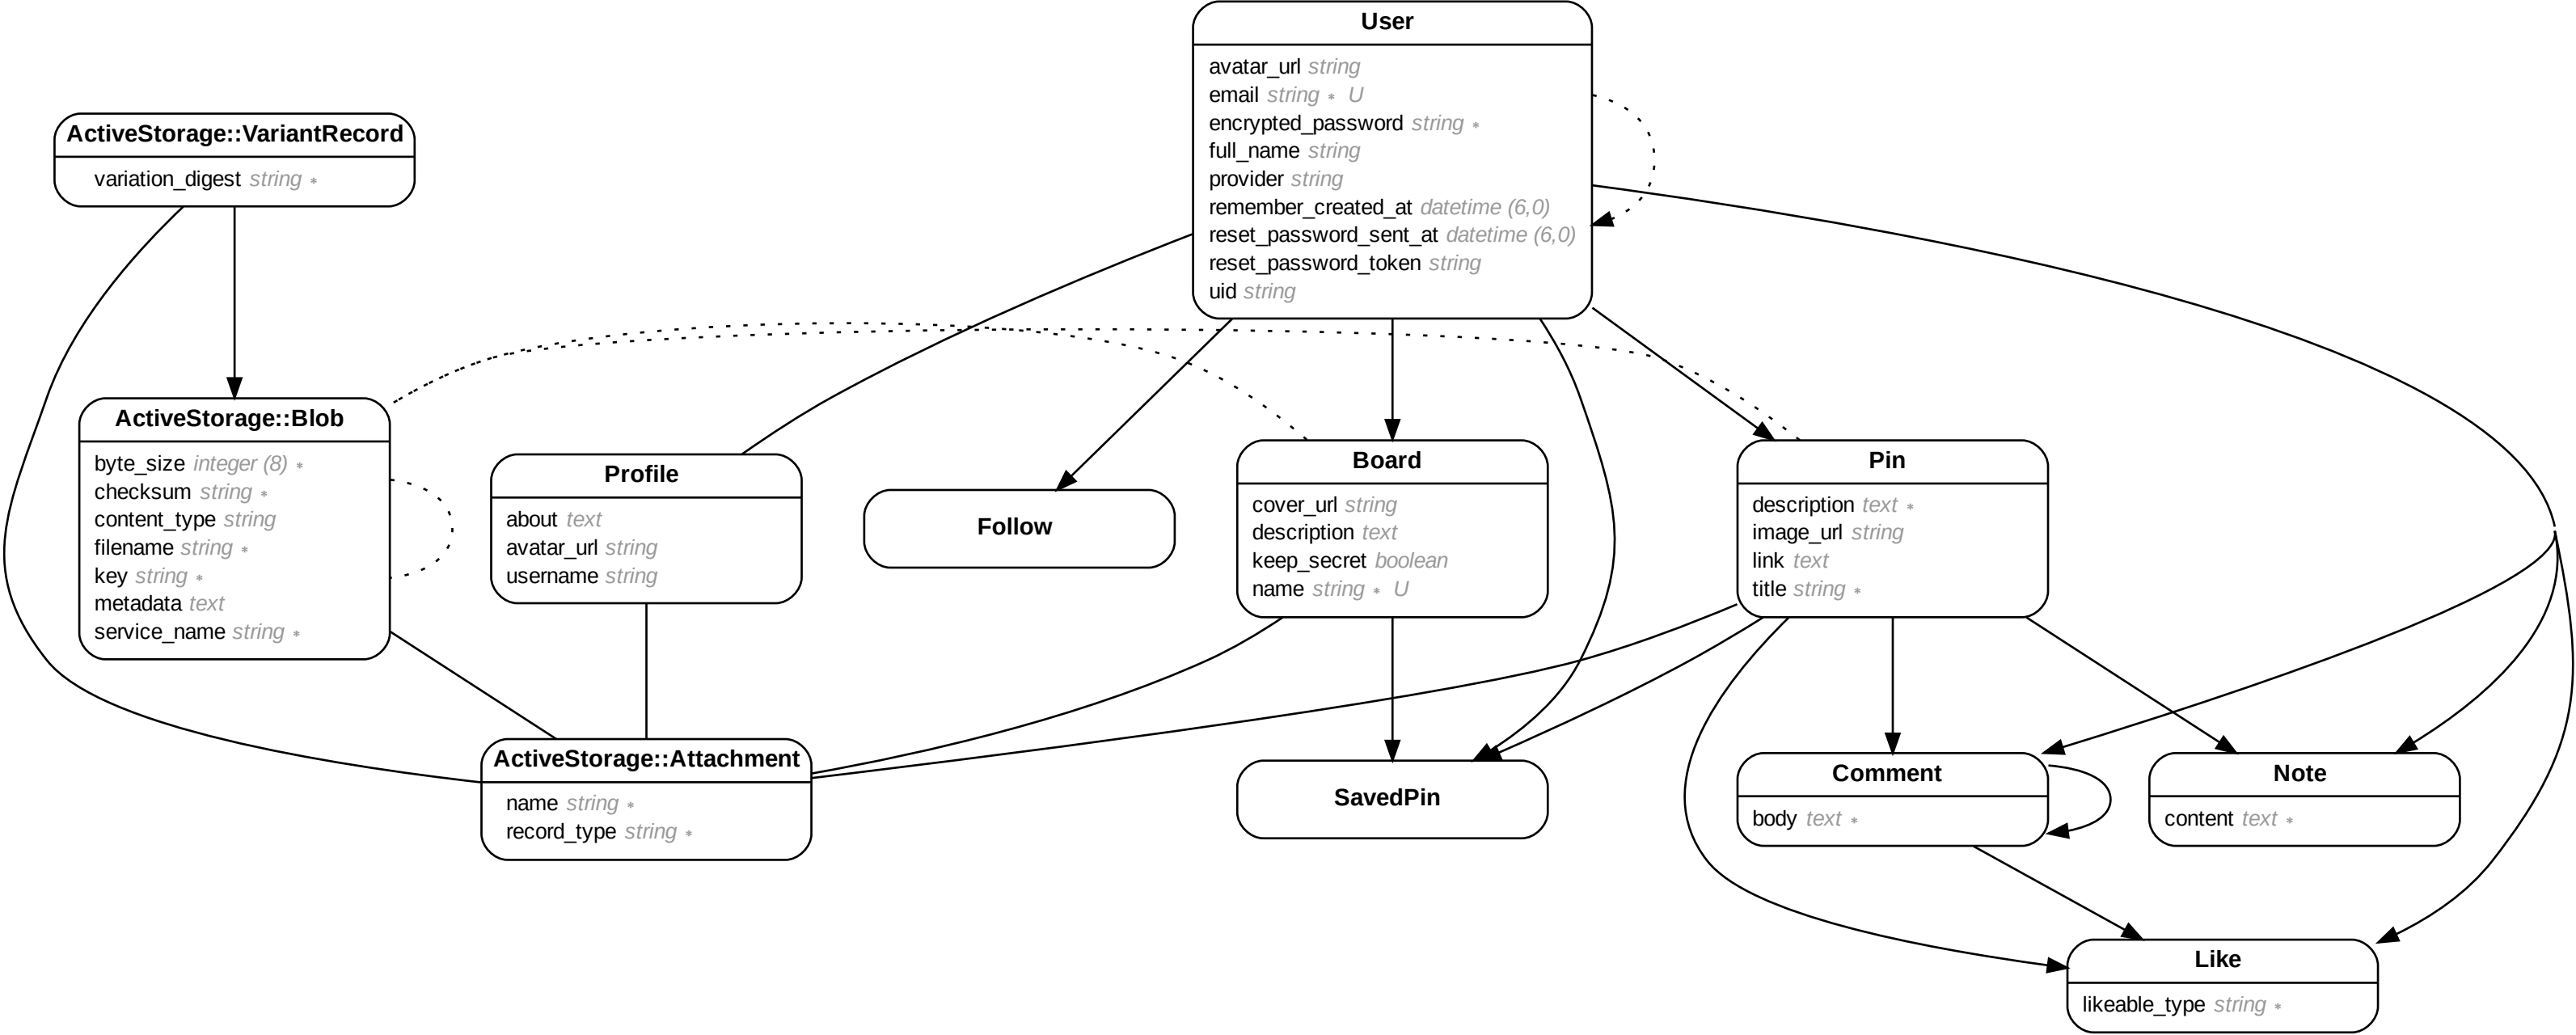 User
avatar_url string
email string * U
encrypted_password string *
full_name string
provider string
remember_created_at datetime (6,0)
reset_password_sent_at datetime (6,0)
reset_password_token string
uid string
ActiveStorage::VariantRecord
variation_digest string *
ActiveStorage::Blob
byte_size integer (8) *
checksum string *
content_type string
filename string *
key string *
metadata text
service_name string *
Profile
about text
avatar_url string
username string
Follow
Board
cover_url string
description text
keep_secret boolean
name string * U
Pin
description text *
image_url string
link text
title string *
ActiveStorage::Attachment
name string *
record_type string *
SavedPin
Comment
body text *
Note
content text *
Like
likeable_type string *